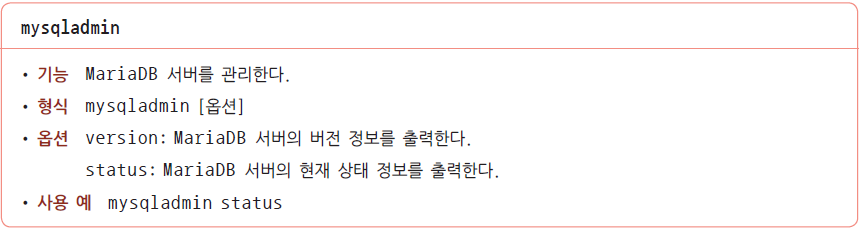 mysqladmin
• 기능 MariaDB 서버를 관리한다.
• 형식 mysqladmin [옵션]
• 옵션 version: MariaDB 서버의 버전 정보를 출력한다.
status: MariaDB 서버의 현재 상태 정보를 출력한다.
• 사용 예 mysqladmin status